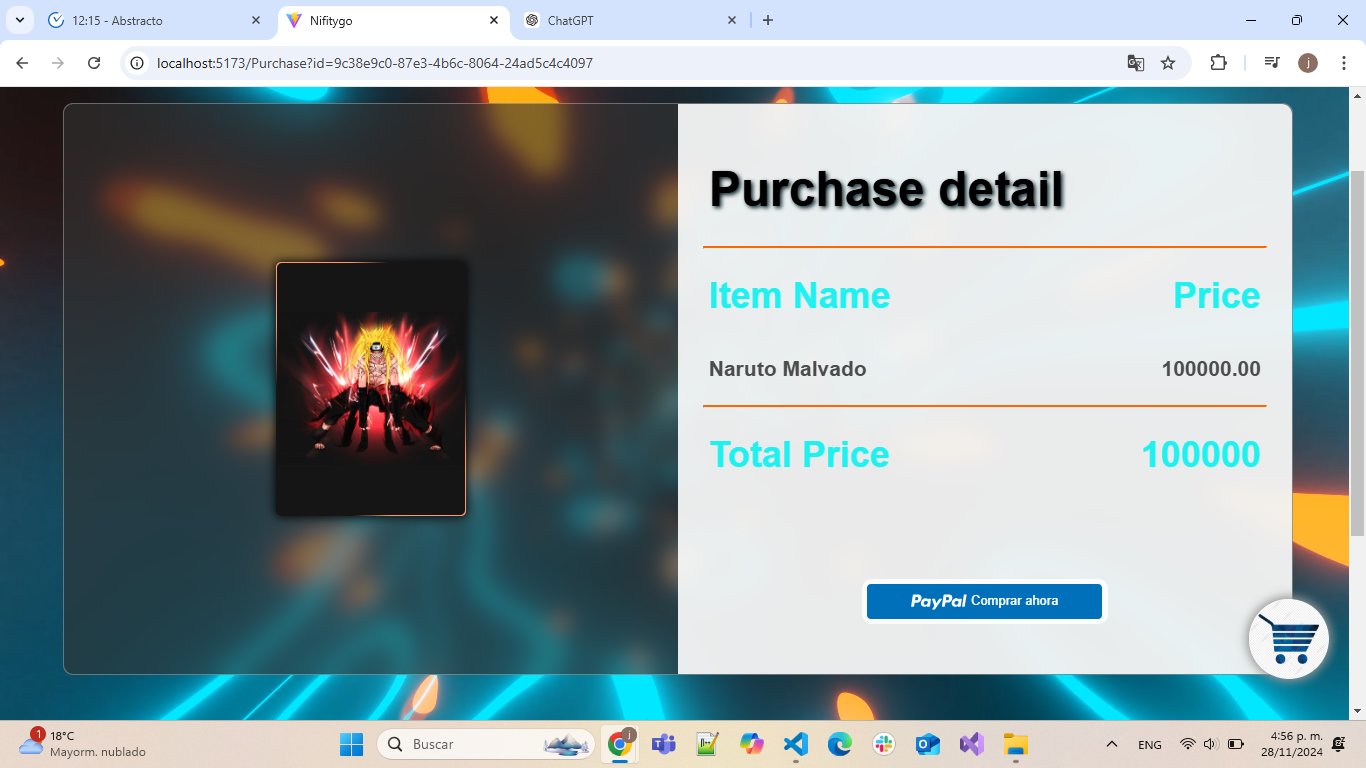 12:15 - Abstracto
Nifitygo
ChatGPT
localhost:5173/Purchase?id=9c38e9c0-87e3-4b6c-8064-24ad5c4c4097
j
Purchase detail
Item Name Price
Naruto Malvado 100000.00
Total Price 100000
PayPal Comprar ahora
1
18°C
Mayorm. nublado
Buscar
j
ENG
4:56 p. m.
28/11/2024